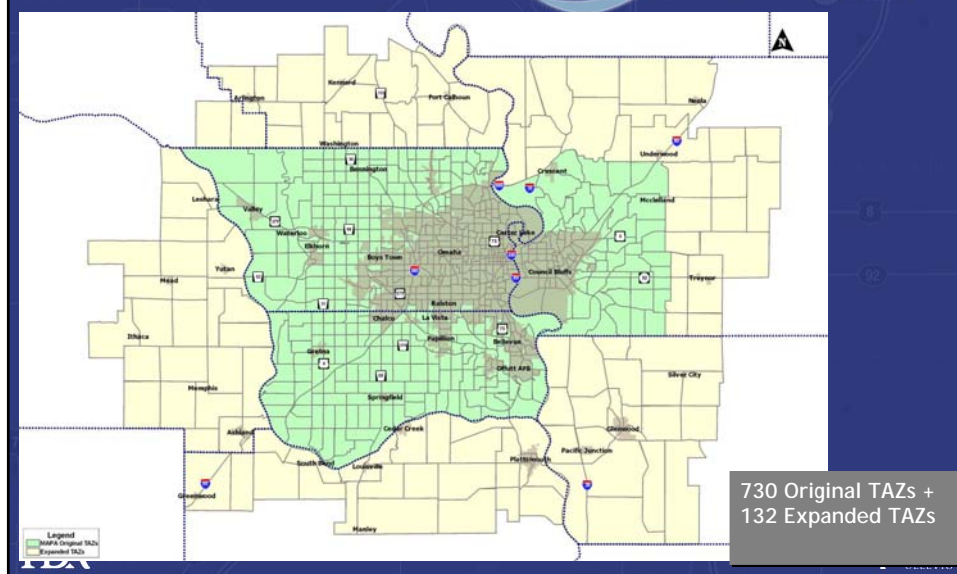 N
Kennard
Arlington
Fort Calhoun
Neola
Washington
Underwood
Bennington
Crescent
Leshara
Mcclelland
Valley
Waterloo
Carter Lake
Elkhorn
Omaha
Boys Town
Council Bluffs
Yutan
Mead
Treynor
Ralston
Chalco
La Vista
Papillion
Bellevue
Ithaca
Gretna
Offutt AFB
Silver City
Memphis
Springfield
Cedar Creek
Ashland
Glenwood
Pacific Junction
Plattsmouth
South Bend
Louisville
Greenwood
Manley
8
92
730 Original TAZs +
132 Expanded TAZs
Legend
MAPA Original TAZs
Expanded TAZs